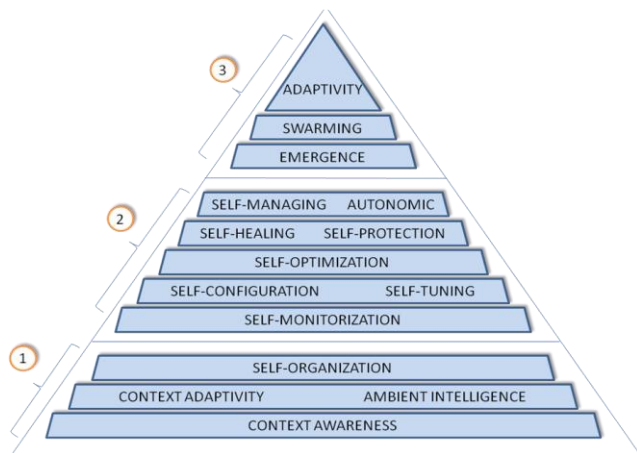 3
ADAPTIVITY
SWARMING
EMERGENCE
2
SELF-MANAGING AUTONOMIC
SELF-HEALING SELF-PROTECTION
SELF-OPTIMIZATION
SELF-CONFIGURATION SELF-TUNING
SELF-MONITORIZATION
1
SELF-ORGANIZATION
CONTEXT ADAPTIVITY AMBIENT INTELLIGENCE
CONTEXT AWARENESS